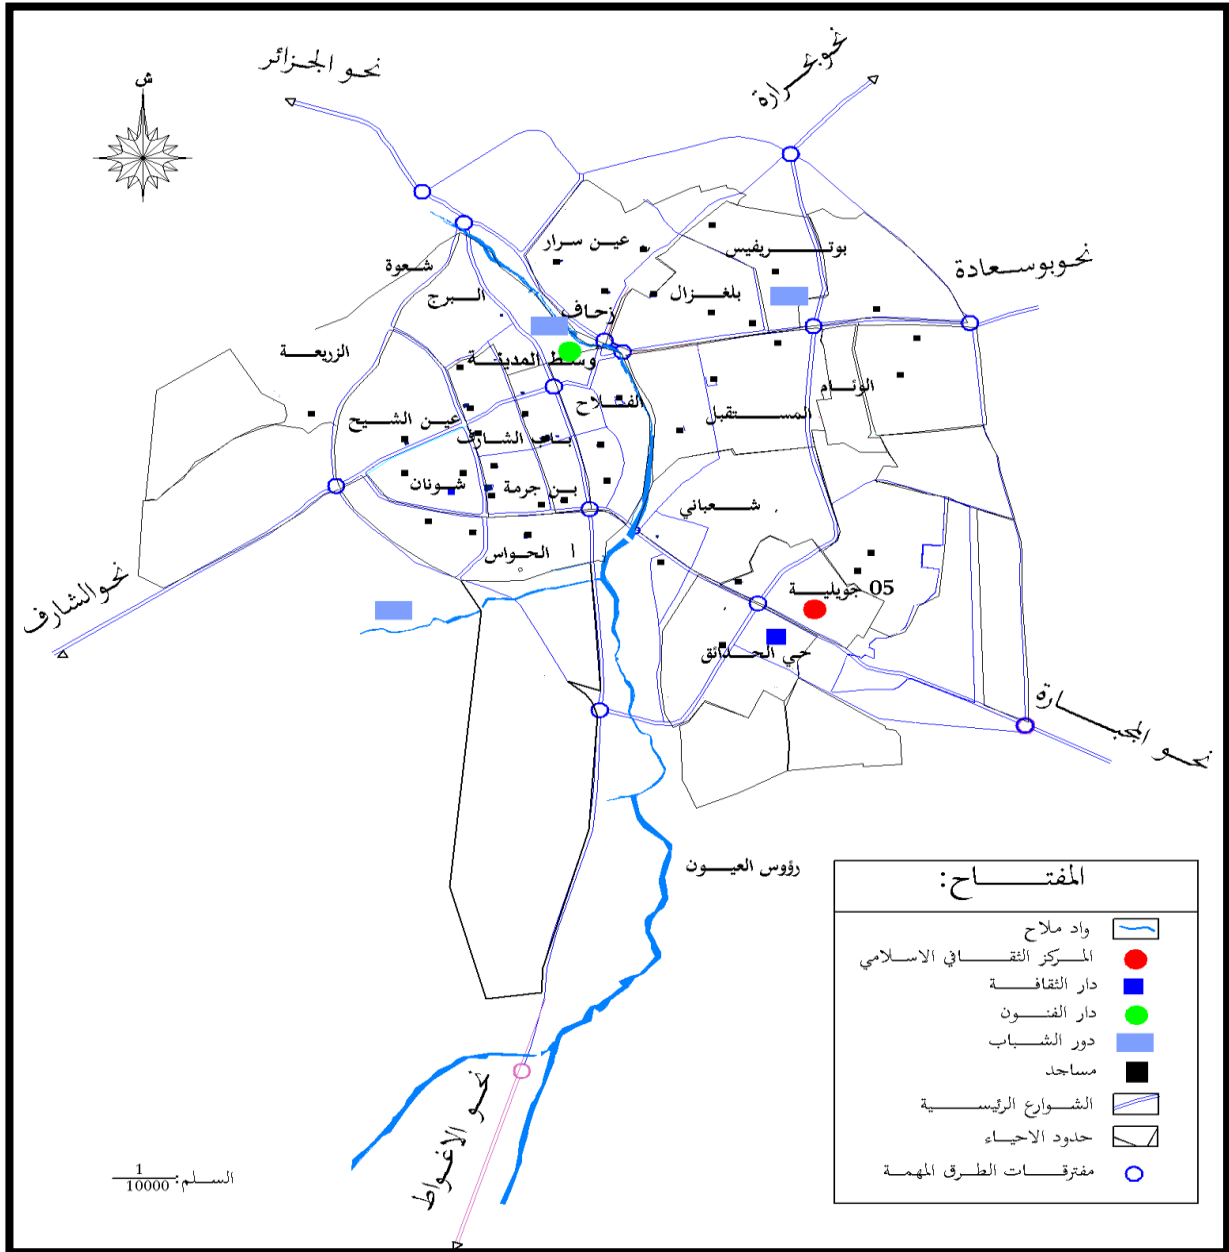 نحو الجزائر
نحو بحرارة
ش
نحو بوسعادة
عين سرار
بوتريفيس
شعوة
البرج
بلغزال
زحاف
الزريعة
وسط المدينة
الوئام
عين الشيح
الفلاح
المستقبل
باب الشارف
شونان
بن جرمة
شعباني
الحواس
أ
05 جويلية
نحو الشارف
حي الحدائق
نحو المجبارة
رؤوس العيون
نحو الاغواط
السلم: 1/10000
المفتاح:
واد ملاح
المركز الثقافي الاسلامي
دار الثقافة
دار الفنون
دور الشباب
مساجد
الشوارع الرئيسية
حدود الاحياء
مفترقات الطرق المهمة